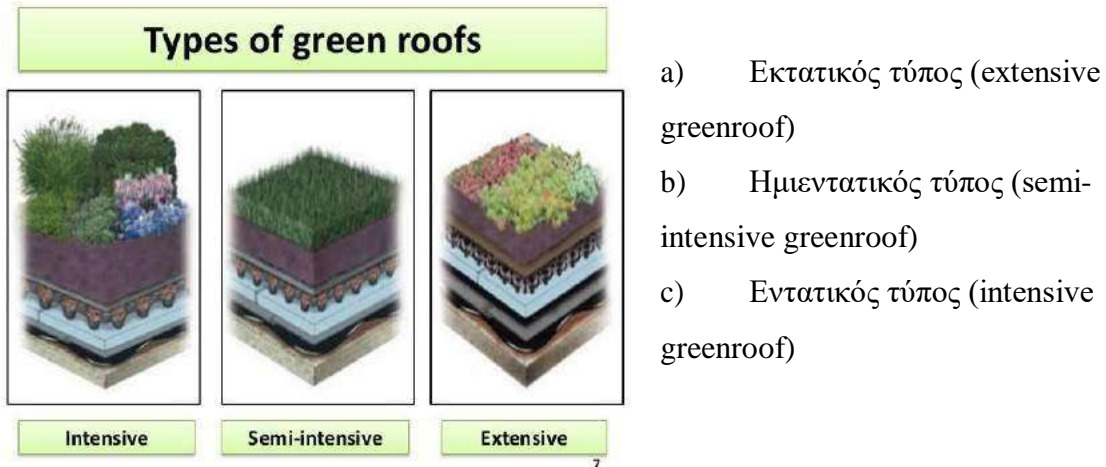 Types of green roofs
Intensive
Semi-intensive
Extensive
7
a) Εκτατικός τύπος (extensive
greenroof)
b) Ημιεντατικός τύπος (semi-
intensive greenroof)
c) Εντατικός τύπος (intensive
greenroof)